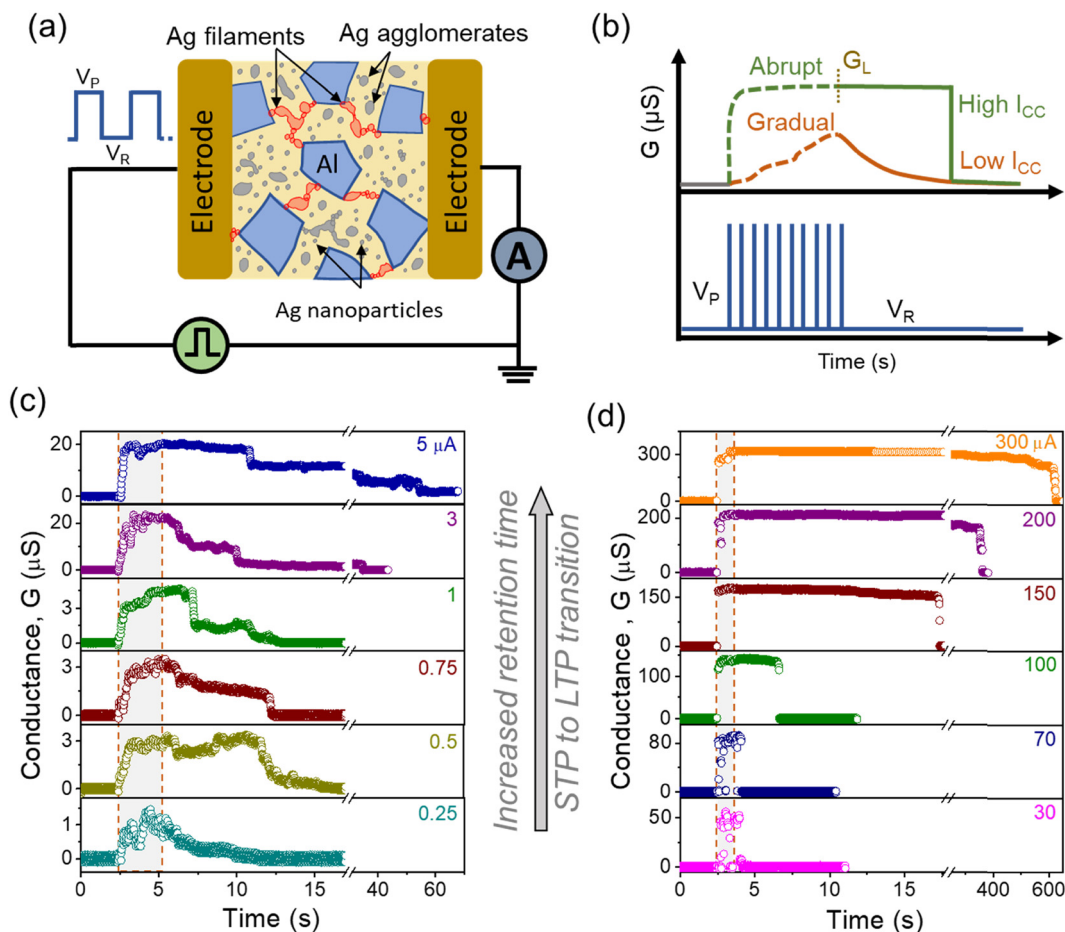 (a)
Ag filaments
Ag agglomerates
V_P
V_R
Electrode
Al
Electrode
A
Ag nanoparticles
(b)
G (µS)
Abrupt
G_L
Gradual
High I_CC
Low I_CC
V_P
V_R
Time (s)
(c)
Conductance, G (µS)
20
0
5 µA
20
0
3
3
0
1
3
0
0.75
3
0
0.5
1
0
0.25
0 5 10 15 40 60
Time (s)
Increased retention time
STP to LTP transition
(d)
Conductance , G (µS)
300
0
300 µA
200
0
200
150
0
150
100
0
100
80
0
70
50
0
30
0 5 10 15 400 600
Time (s)